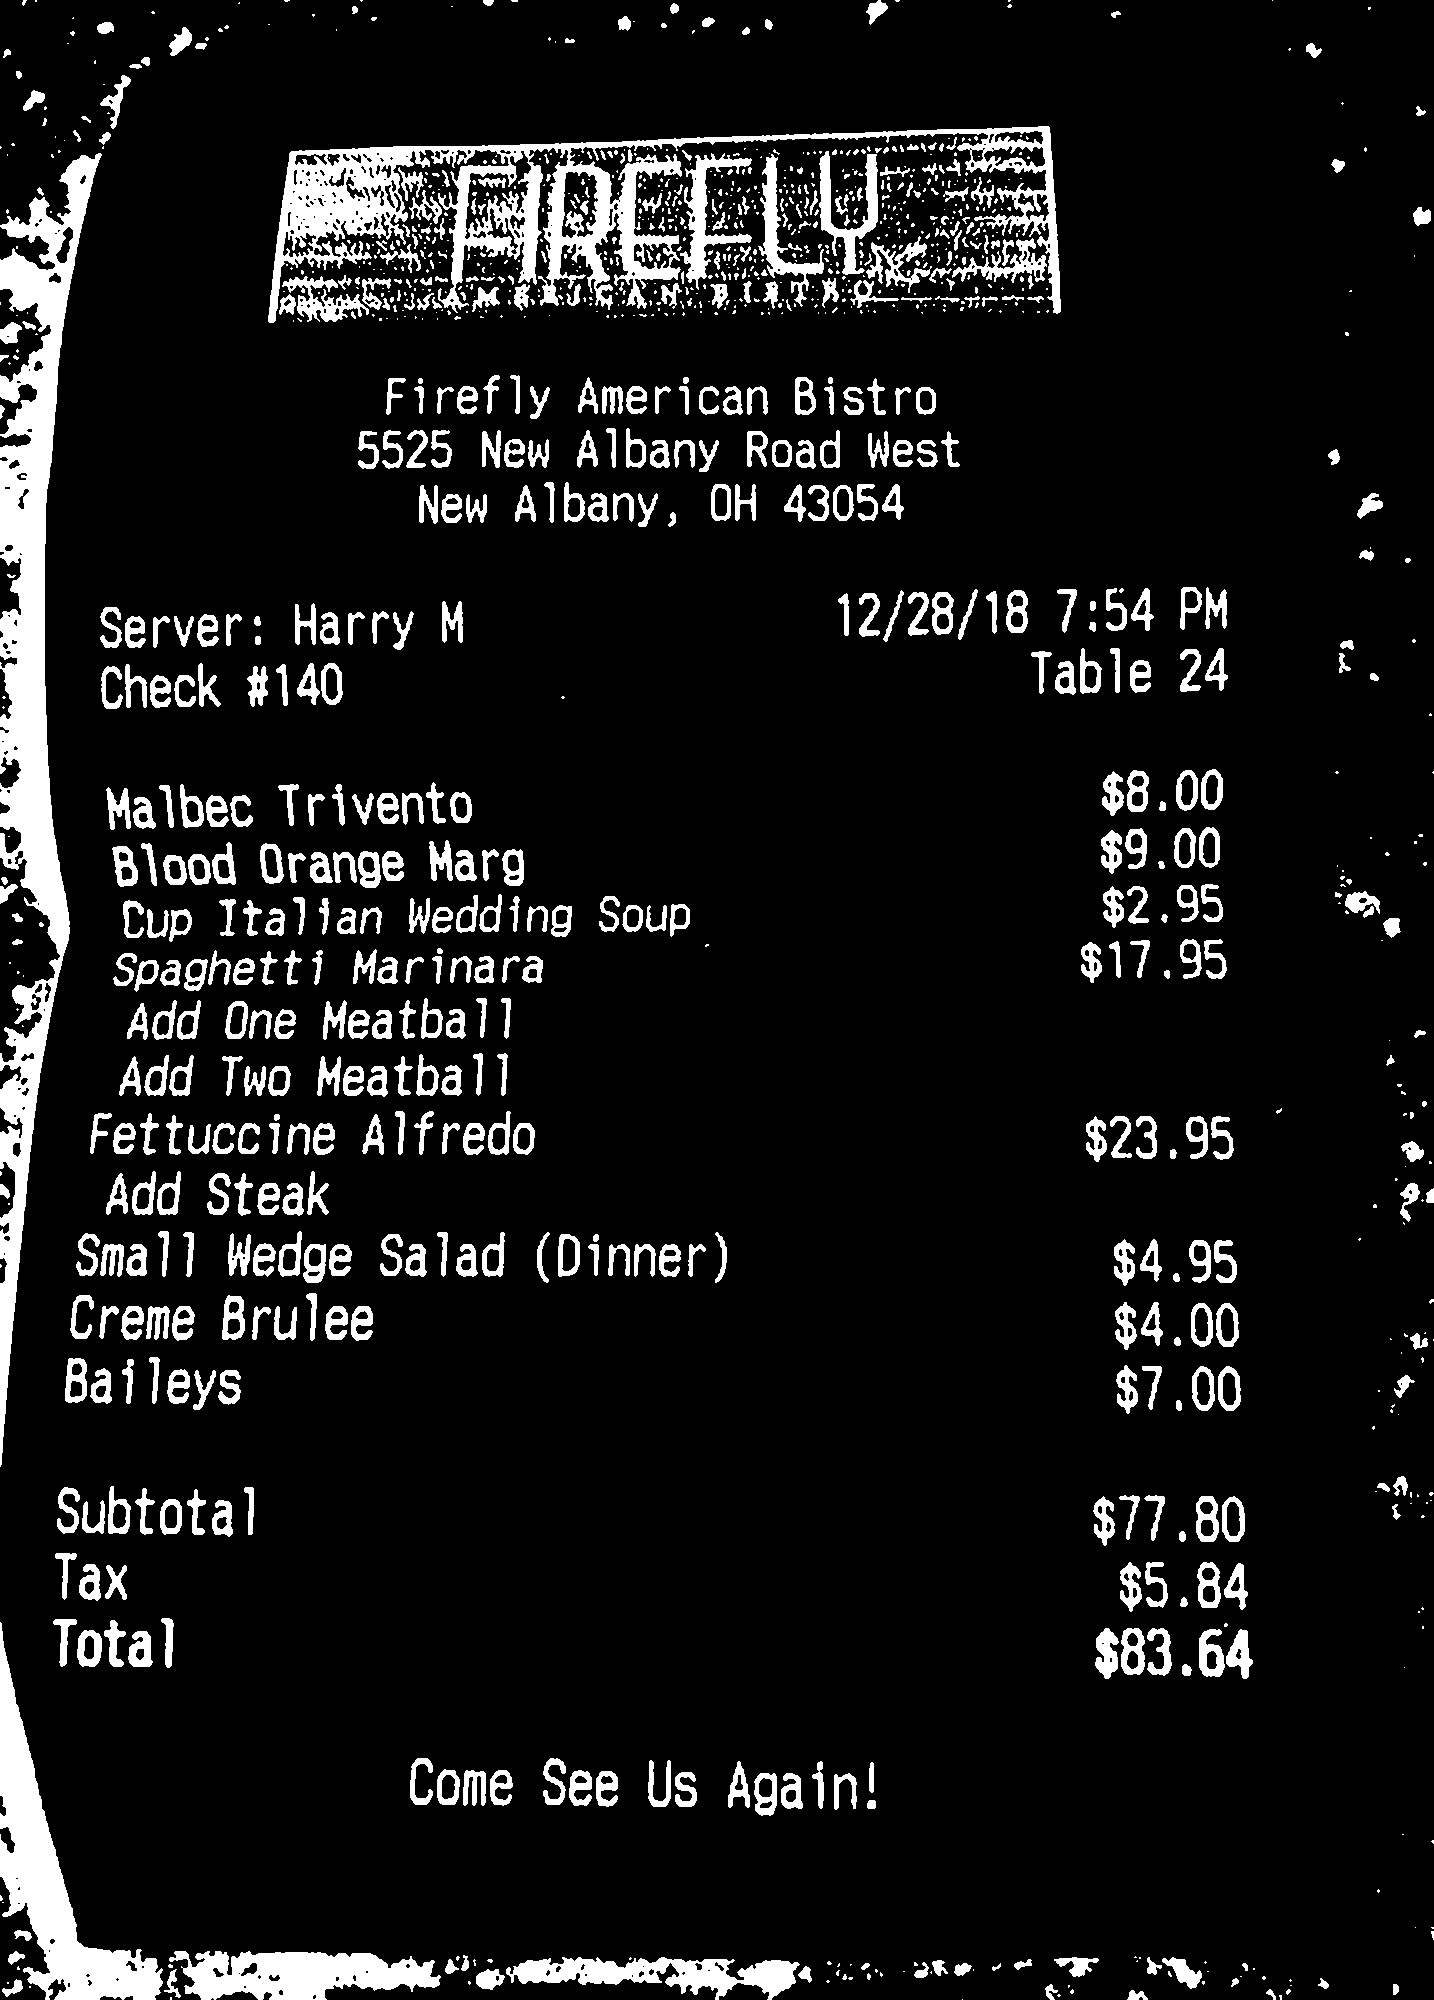 FIREFLY
AMERICAN BISTRO
Firefly American Bistro
5525 New Albany Road West
New Albany, OH 43054
Server: Harry M 12/28/18 7:54 PM
Check #140 Table 24
Malbec Trivento $8.00
Blood Orange Marg $9.00
Cup Italian Wedding Soup $2.95
Spaghetti Marinara $17.95
Add One Meatball
Add Two Meatball
Fettuccine Alfredo $23.95
Add Steak
Small Wedge Salad (Dinner) $4.95
Creme Brulee $4.00
Baileys $7.00
Subtotal $77.80
Tax $5.84
Total $83.64
Come See Us Again!